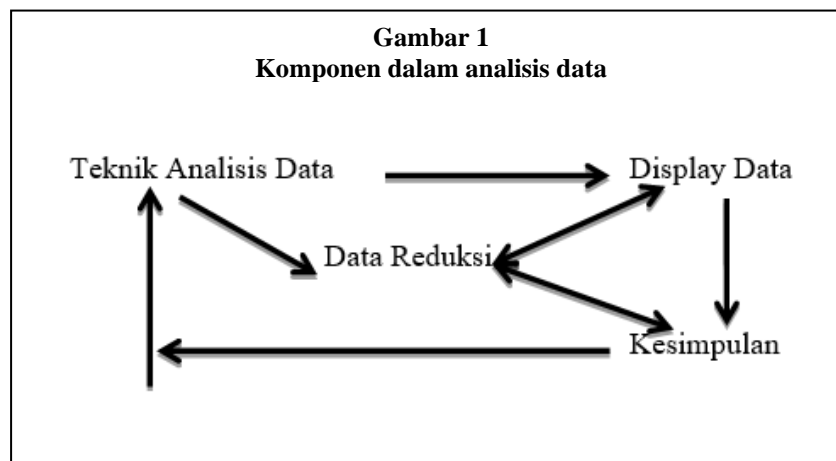 Gambar 1
Komponen dalam analisis data
Teknik Analisis Data
Display Data
Data Reduksi
Kesimpulan